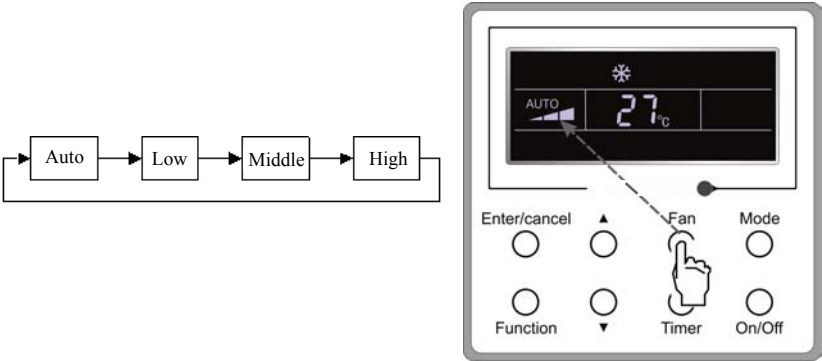 Auto Low Middle High
AUTO
27°C
Enter/cancel ▲ Fan Mode
Function ▼ Timer On/Off